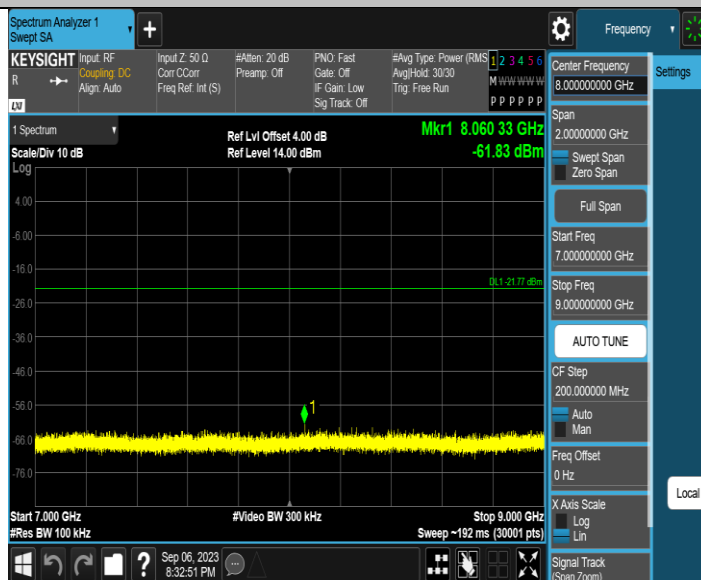 Spectrum Analyzer 1
Swept SA
+
Frequency
KEYSIGHT
R
LXI
Input: RF
Coupling: DC
Align: Auto
Input Z: 50 Ω
Corr CCorr
Freq Ref: Int (S)
#Atten: 20 dB
Preamp: Off
PNO: Fast
Gate: Off
IF Gain: Low
Sig Track: Off
#Avg Type: Power (RMS
Avg|Hold: 30/30
Trig: Free Run
1 2 3 4 5 6
M W W W W W
P P P P P P
1 Spectrum
Scale/Div 10 dB
Log
Ref Lvl Offset 4.00 dB
Ref Level 14.00 dBm
Mkr1 8.060 33 GHz
-61.83 dBm
4.00
-6.00
-16.0
-26.0
-36.0
-46.0
-56.0
-66.0
-76.0
DL1 -21.77 dBm
1
Start 7.000 GHz
#Res BW 100 kHz
#Video BW 300 kHz
Stop 9.000 GHz
Sweep ~192 ms (30001 pts)
?
Sep 06, 2023
8:32:51 PM
Center Frequency
8.000000000 GHz
Span
2.00000000 GHz
Swept Span
Zero Span
Full Span
Start Freq
7.000000000 GHz
Stop Freq
9.000000000 GHz
AUTO TUNE
CF Step
200.000000 MHz
Auto
Man
Freq Offset
0 Hz
X Axis Scale
Log
Lin
Signal Track
(Span Zoom)
Settings
Local